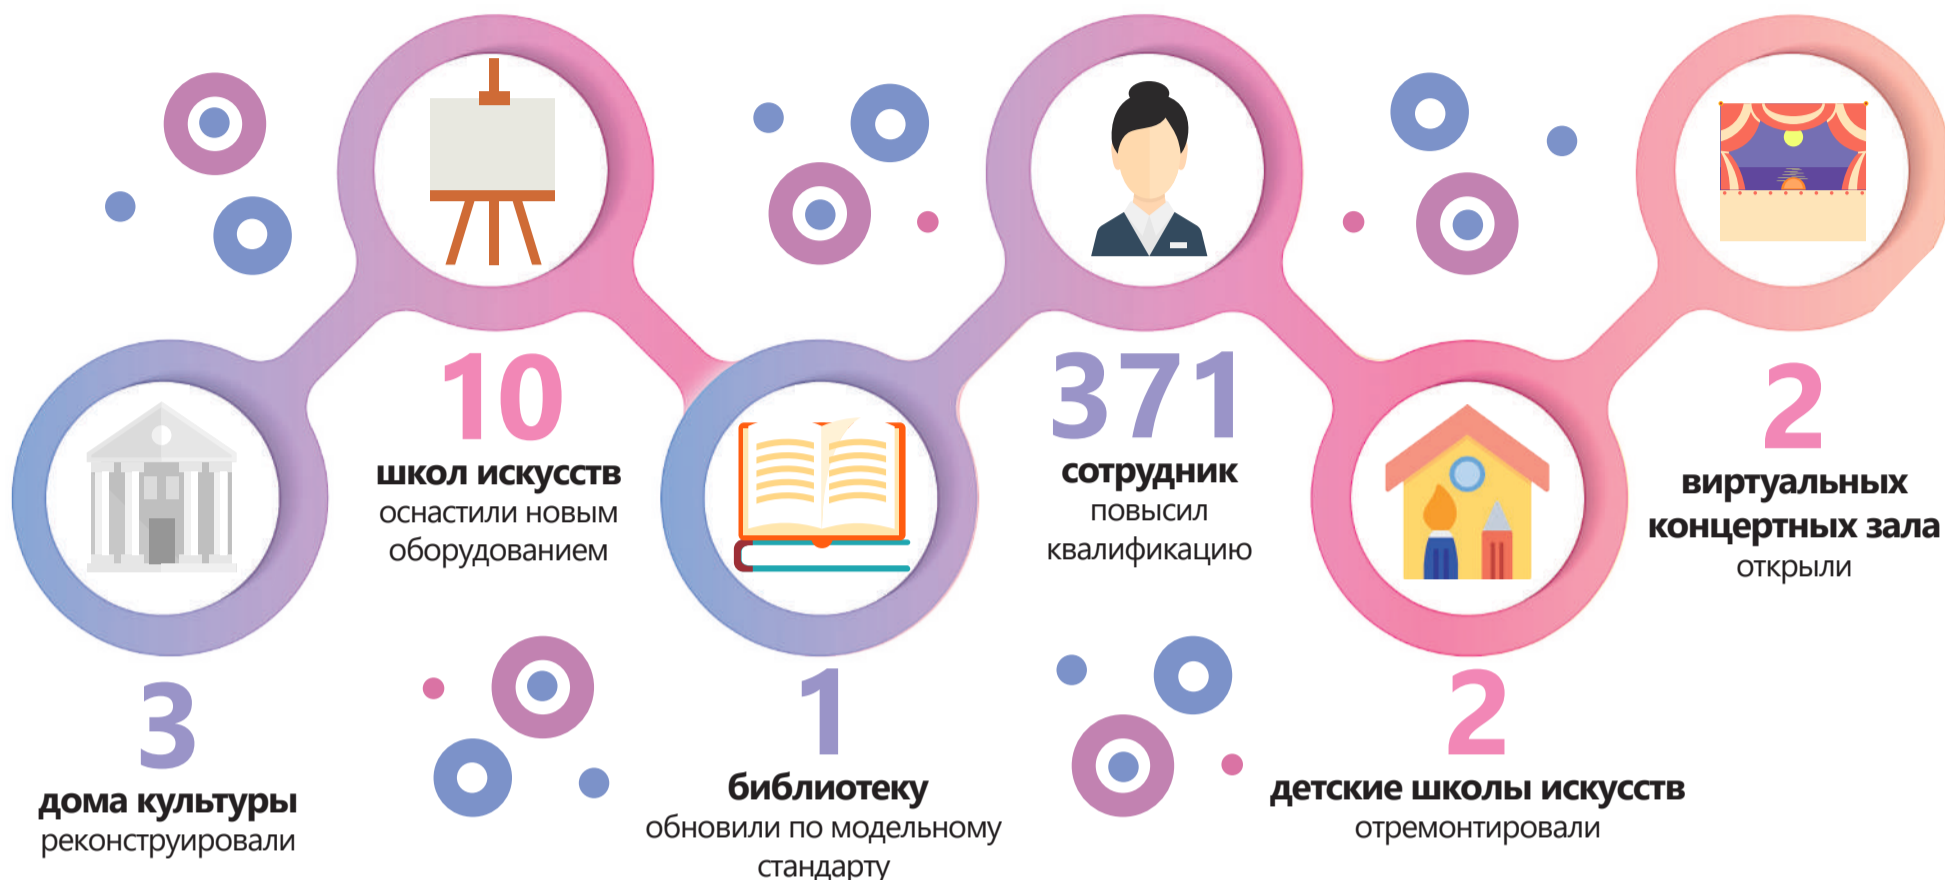 3
дома культуры
реконструировали
10
школ искусств
оснастили новым
оборудованием
1
библиотеку
обновили по модельному
стандарту
371
сотрудник
повысил
квалификацию
2
детские школы искусств
отремонтировали
2
виртуальных
концертных зала
открыли